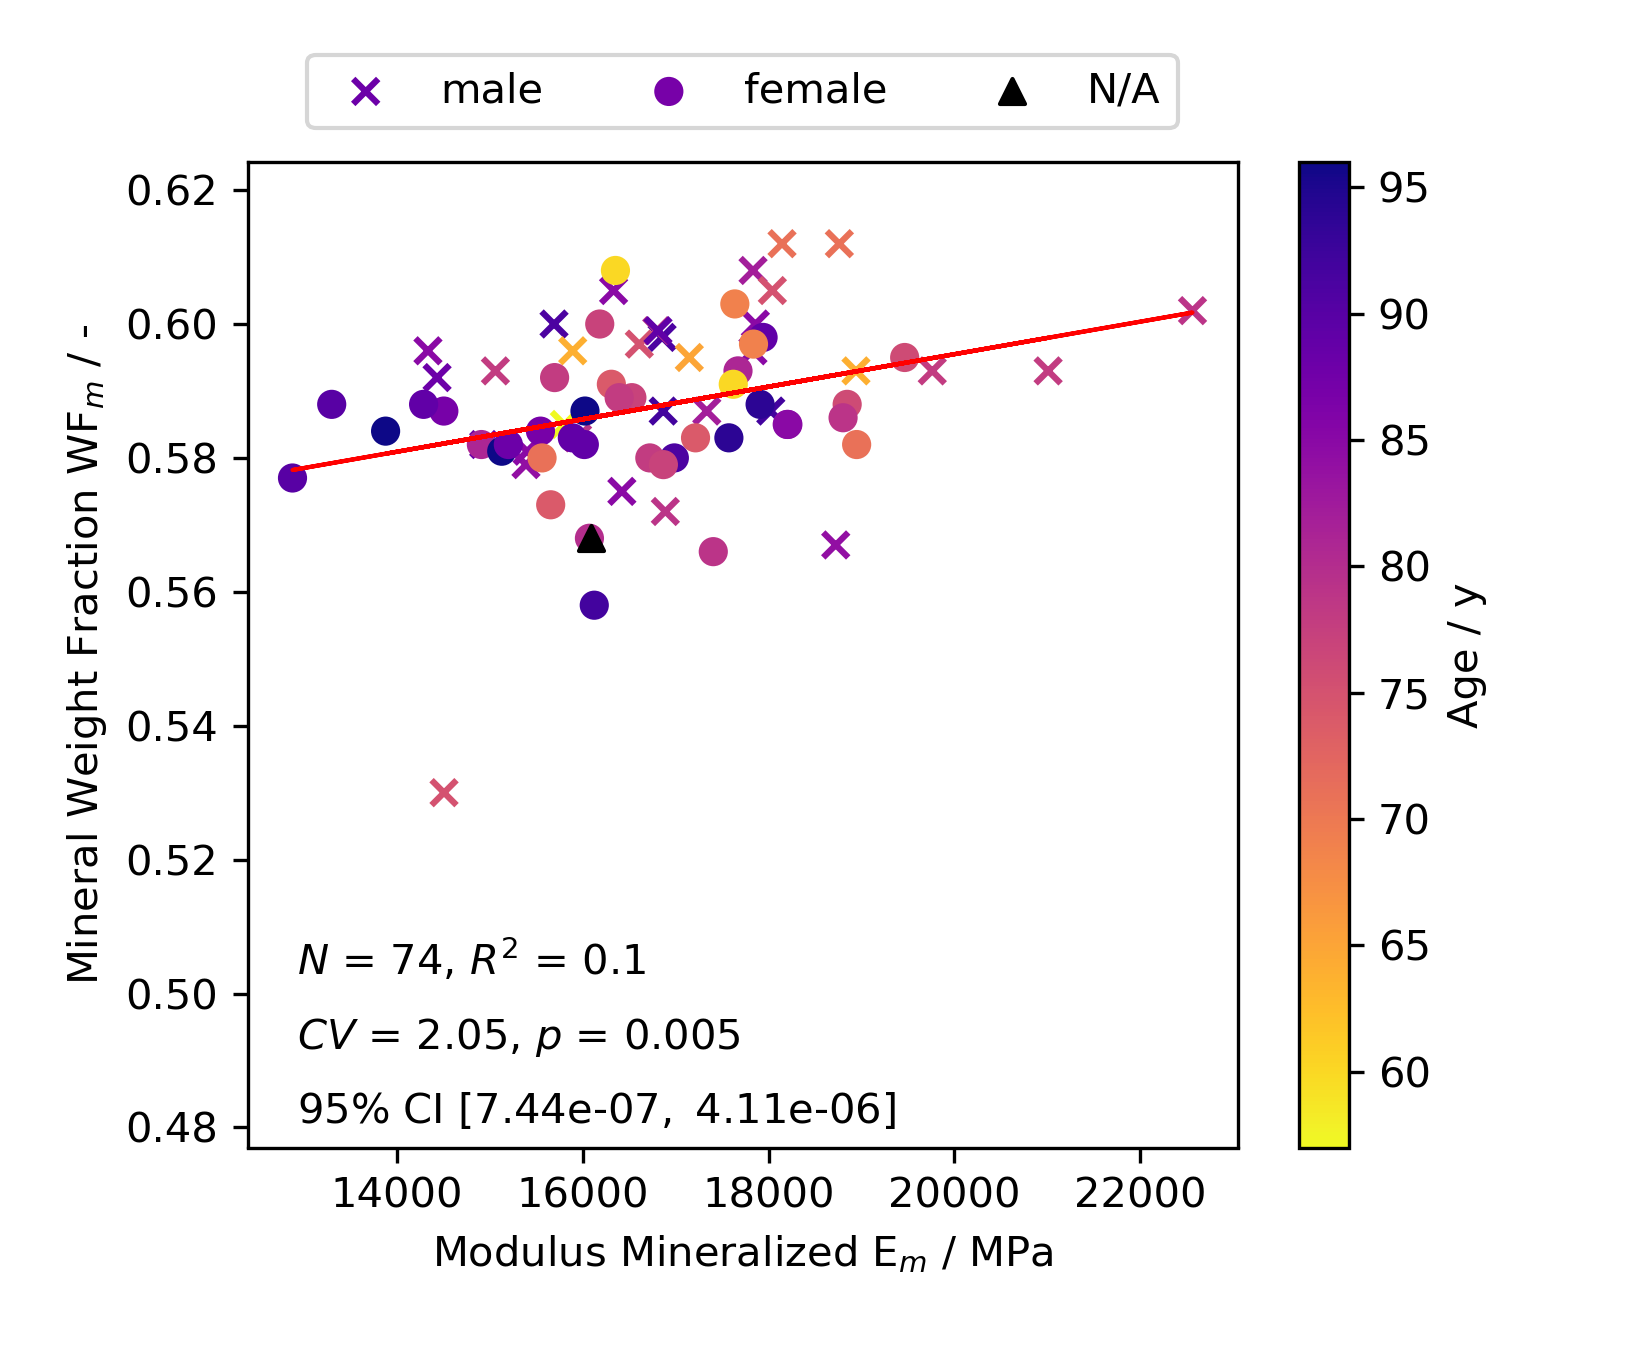 male female N/A
Mineral Weight Fraction WFm / -
0.62
0.60
0.58
0.56
0.54
0.52
0.50
0.48
N = 74, R² = 0.1
CV = 2.05, p = 0.005
95% CI [7.44e-07, 4.11e-06]
14000 16000 18000 20000 22000
Modulus Mineralized Em / MPa
95
90
85
80
75
70
65
60
Age / y